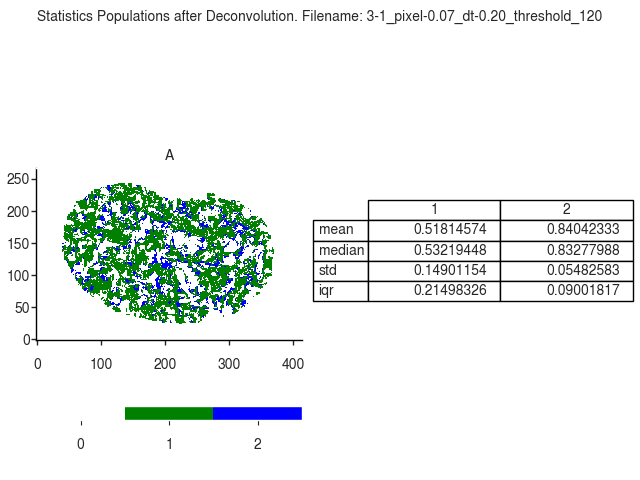 Statistics Populations after Deconvolution. Filename: 3-1_pixel-0.07_dt-0.20_threshold_120
A
250
200
150
100
50
0
0 100 200 300 400
1 2
mean 0.51814574 0.84042333
median 0.53219448 0.83277988
std 0.14901154 0.05482583
iqr 0.21498326 0.09001817
0 1 2